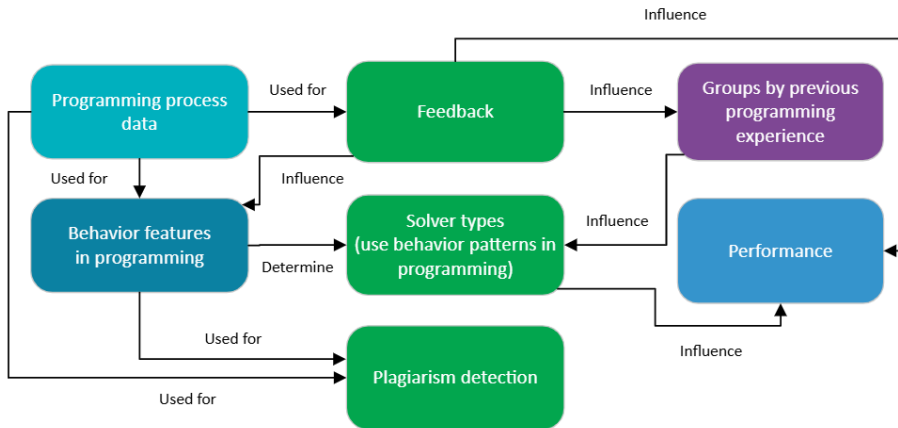 Influence
Programming process
data
Used for
Feedback
Influence
Groups by previous
programming
experience
Used for
Influence
Behavior features
in programming
Determine
Solver types
(use behavior patterns in
programming)
Influence
Performance
Used for
Influence
Plagiarism detection
Used for